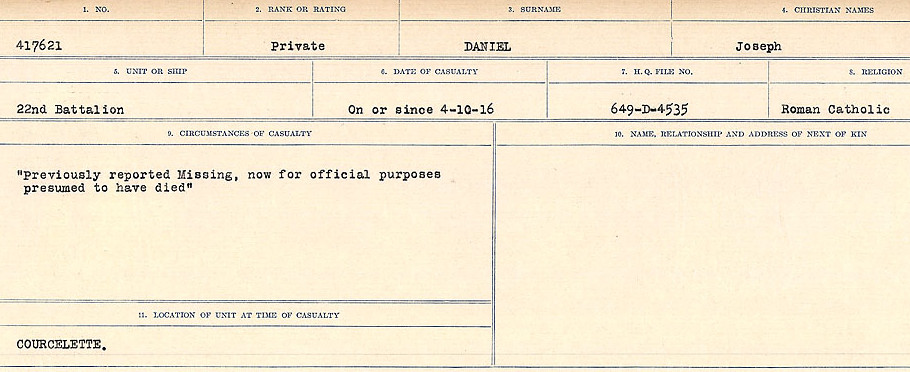 1. NO. 2. RANK OR RATING 3. SURNAME 4. CHRISTIAN NAMES
417621 Private DANIEL Joseph
5. UNIT OR SHIP 6. DATE OF CASUALTY 7. H. Q. FILE NO. 8. RELIGION
22nd Battalion On or since 4-10-16 649-D-4535 Roman Catholic
9. CIRCUMSTANCES OF CASUALTY 10. NAME, RELATIONSHIP AND ADDRESS OF NEXT OF KIN
"Previously reported Missing, now for official purposes
presumed to have died"
11. LOCATION OF UNIT AT TIME OF CASUALTY
COURCELETTE.